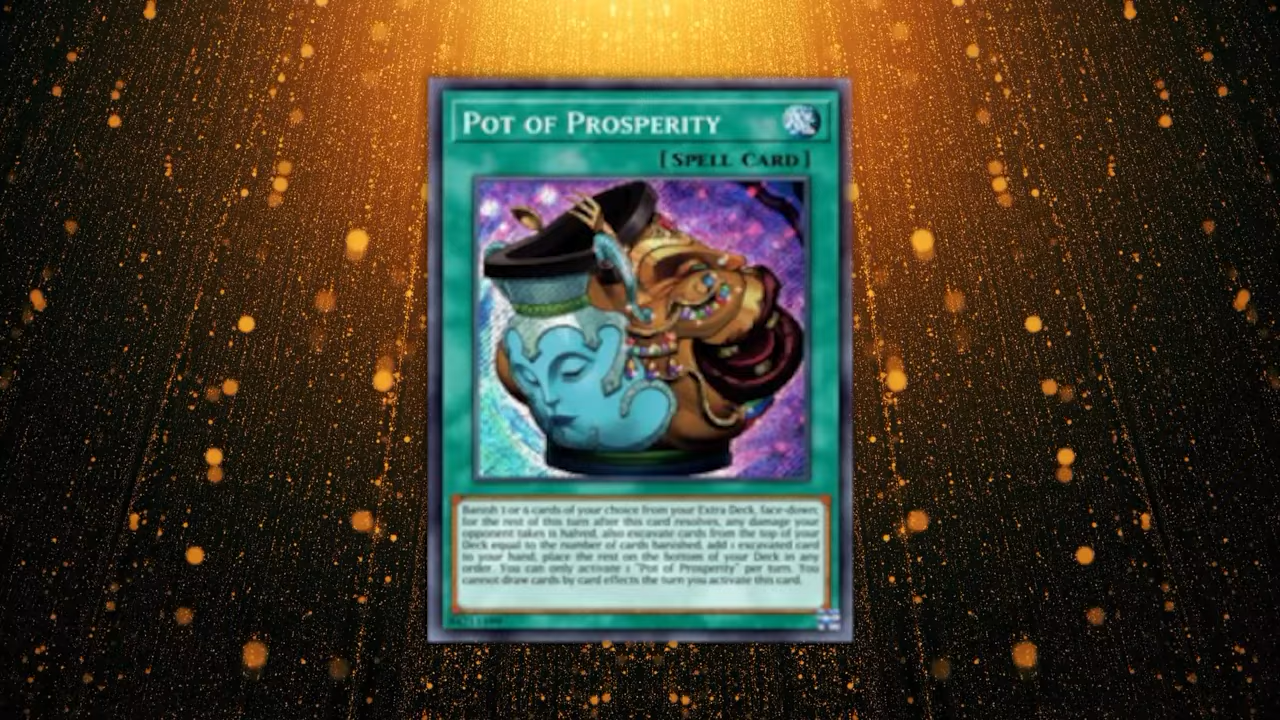 POT OF PROSPERITY
[SPELL CARD]
Banish 3 or 6 cards of your choice from your Extra Deck, face-down;
for the rest of this turn after this card resolves, any damage your
opponent takes is halved, also excavate cards from the top of your
Deck equal to the number of cards banished, add 1 excavated card
to your hand, place the rest on the bottom of your Deck in any
order. You can only activate 1 "Pot of Prosperity" per turn. You
cannot draw cards by card effects the turn you activate this card.